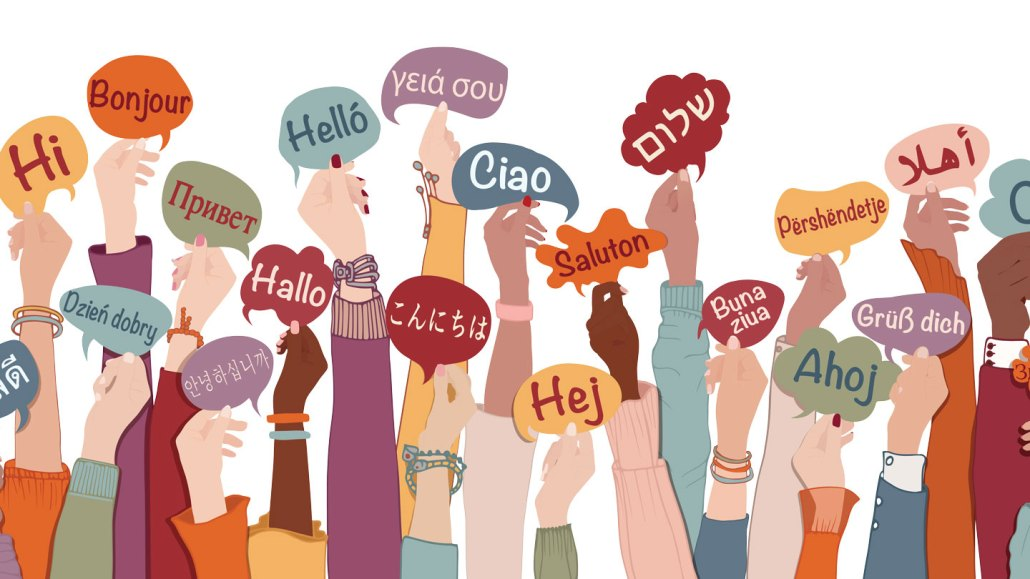 Hi
Bonjour
Привет
Dzień dobry
Hallo
안녕하십니까
Helló
γειά σου
こんにちは
Ciao
Hej
Saluton
שלום
Buna
ziua
Përshëndetje
Ahoj
Grüß dich
أهلا